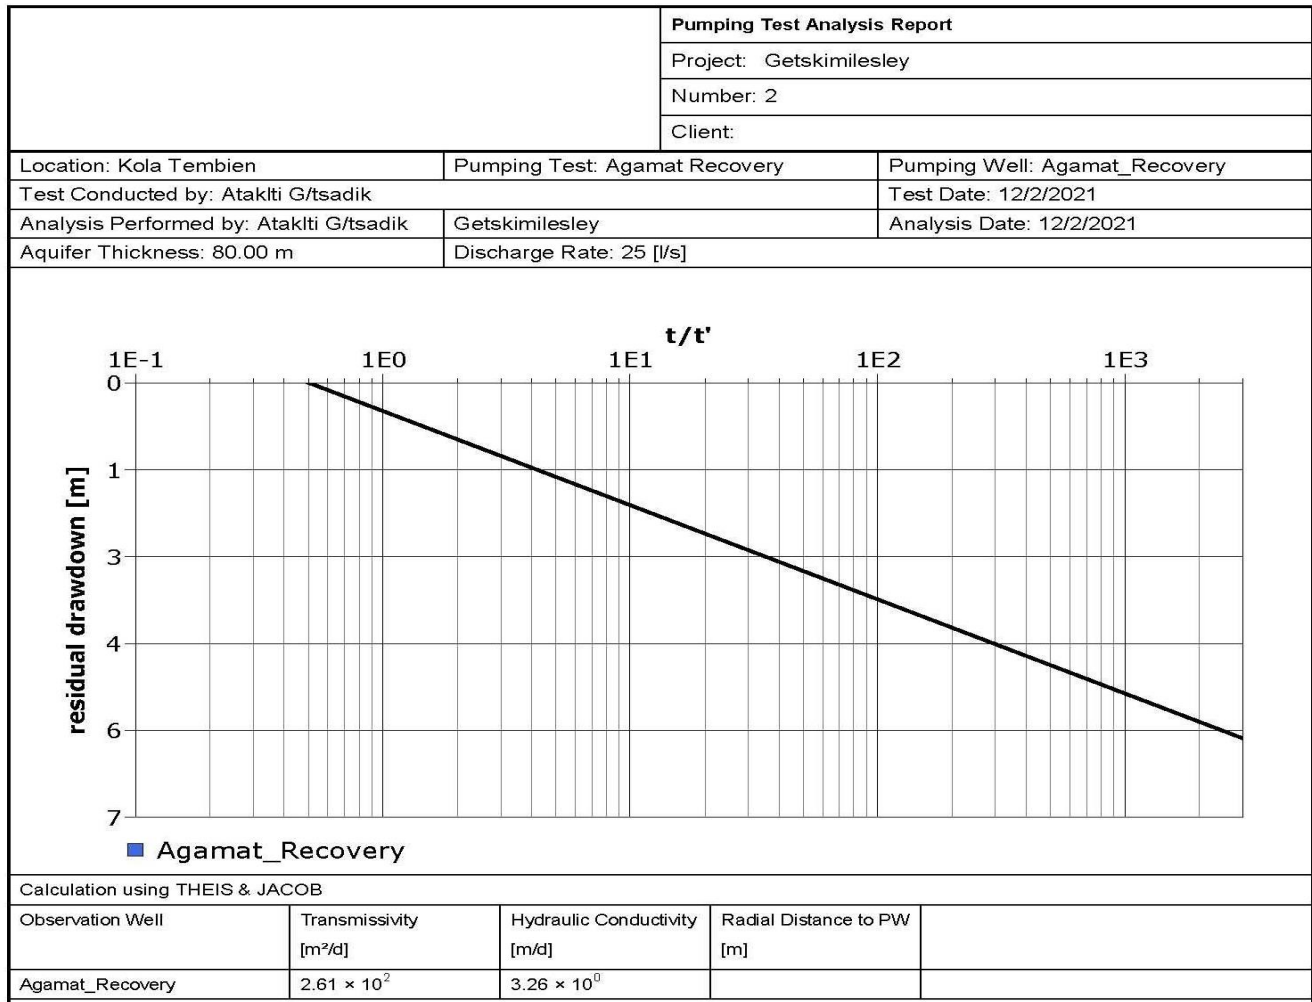 Pumping Test Analysis Report
Project: Getskimilesley
Number: 2
Client:
Location: Kola Tembien Pumping Test: Agamat Recovery Pumping Well: Agamat_Recovery
Test Conducted by: Ataklti G/tsadik Test Date: 12/2/2021
Analysis Performed by: Ataklti G/tsadik Getskimilesley Analysis Date: 12/2/2021
Aquifer Thickness: 80.00 m Discharge Rate: 25 [l/s]
t/t'
1E-1 1E0 1E1 1E2 1E3
0
1
3
4
6
7
residual drawdown [m]
Agamat_Recovery
Calculation using THEIS & JACOB
Observation Well Transmissivity Hydraulic Conductivity Radial Distance to PW
[m²/d] [m/d] [m]
Agamat_Recovery 2.61 × 10² 3.26 × 10⁰